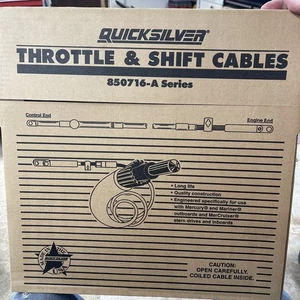 QUICKSILVER®
THROTTLE & SHIFT CABLES
850716-A Series
Control End
Engine End
• Long life
• Quality construction
• Engineered specifically for use
with Mercury® and Mariner®
outboards and MerCruiser®
stern drives and inboards
CAUTION:
OPEN CAREFULLY.
COILED CABLE INSIDE.